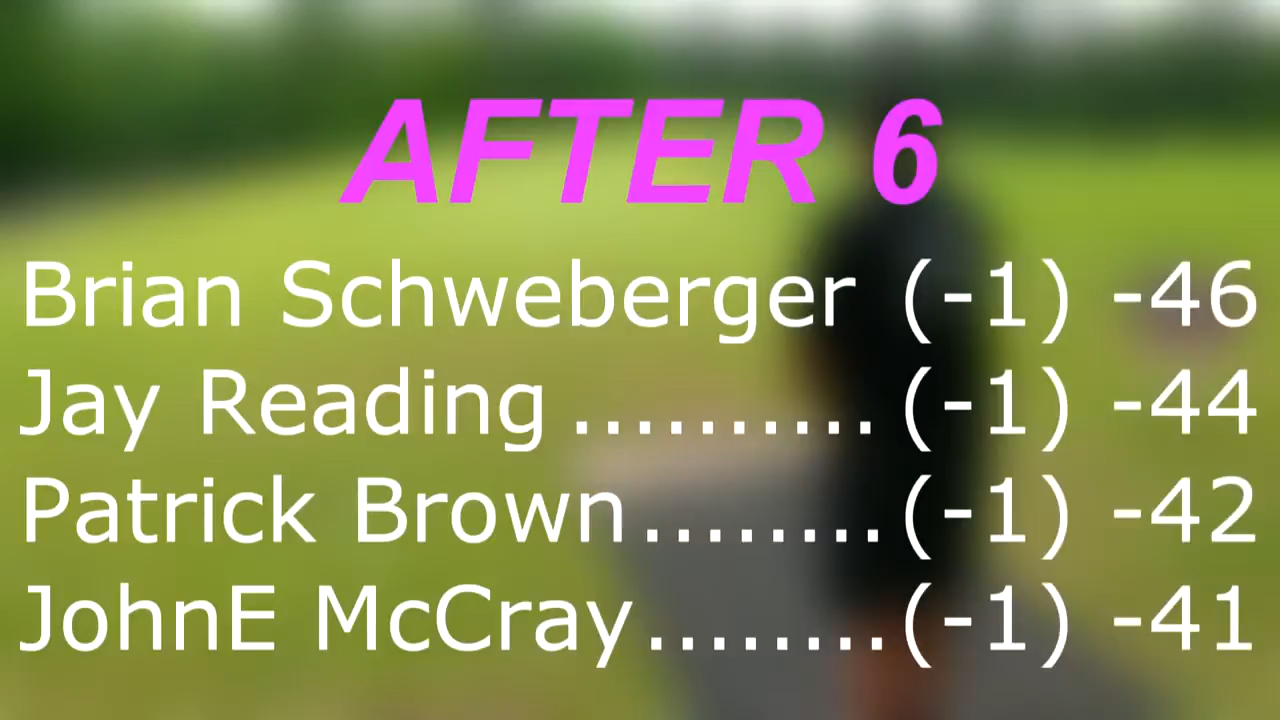 AFTER 6
Brian Schweberger (-1) -46
Jay Reading .......... (-1) -44
Patrick Brown ........ (-1) -42
JohnE McCray ........ (-1) -41